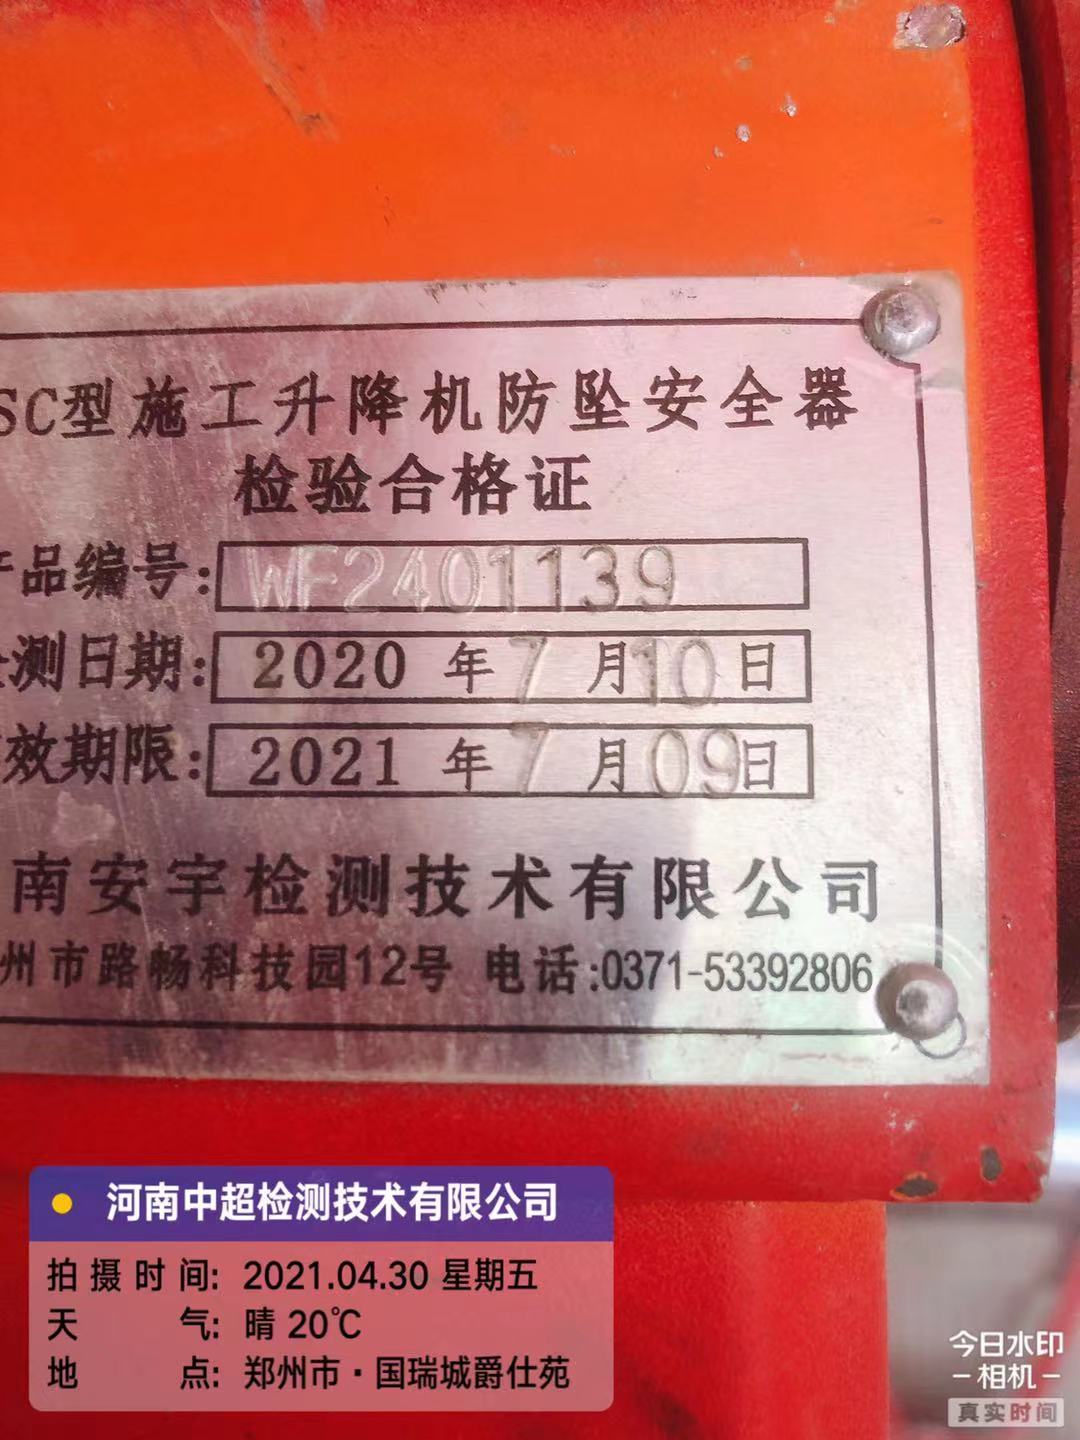 SC型施工升降机防坠安全器
检验合格证
产品编号: WF2401139
测日期: 2020 年 7 月 10 日
效期限: 2021 年 7 月 09 日
南安宇检测技术有限公司
州市路畅科技园12号 电话:0371-53392806
河南中超检测技术有限公司
拍摄时间: 2021.04.30 星期五
天气: 晴 20℃
地点: 郑州市·国瑞城爵仕苑
今日水印
-相机-
真实时间